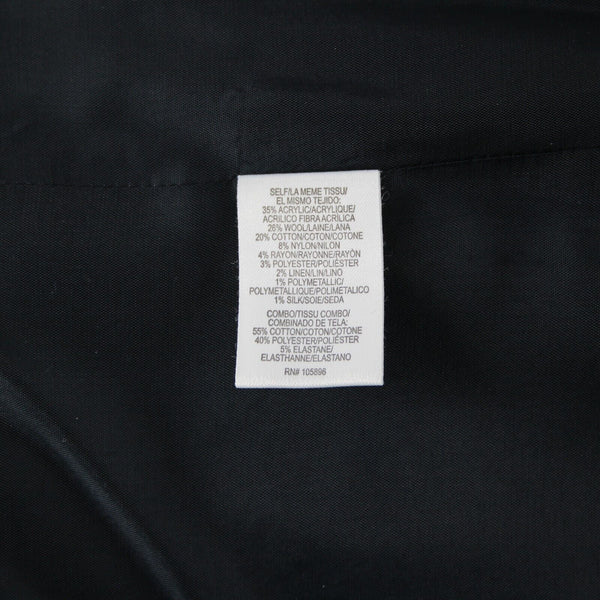 SELF/LA MEME TISSU/
EL MISMO TEJIDO:
35% ACRYLIC/ACRYLIQUE/
ACRILICO FIBRA ACRILICA
26% WOOL/LAINE/LANA
20% COTTON/COTON/COTONE
8% NYLON/NILON
4% RAYON/RAYONNE/RAYÓN
3% POLYESTER/POLIÉSTER
2% LINEN/LIN/LINO
1% POLYMETALLIC/
POLYMETALLIQUE/POLIMETALICO
1% SILK/SOIE/SEDA
COMBO/TISSU COMBO/
COMBINADO DE TELA:
55% COTTON/COTON/COTONE
40% POLYESTER/POLIÉSTER
5% ELASTANE/
ELASTHANNE/ELASTANO
RN# 105896